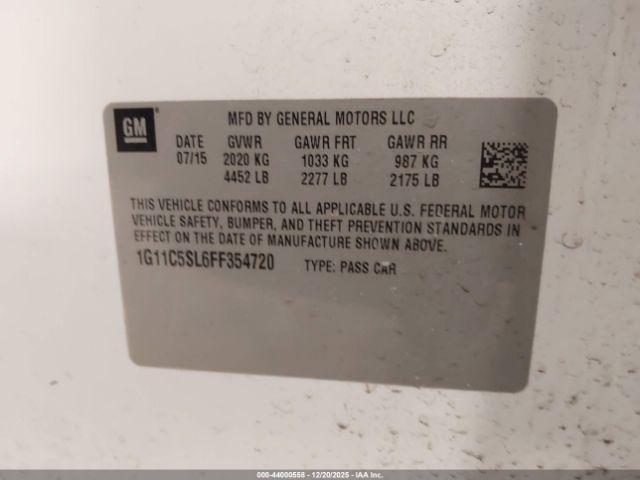 GM
MFD BY GENERAL MOTORS LLC
DATE GVWR GAWR FRT GAWR RR
07/15 2020 KG 1033 KG 987 KG
4452 LB 2277 LB 2175 LB
THIS VEHICLE CONFORMS TO ALL APPLICABLE U.S. FEDERAL MOTOR
VEHICLE SAFETY, BUMPER, AND THEFT PREVENTION STANDARDS IN
EFFECT ON THE DATE OF MANUFACTURE SHOWN ABOVE.
1G11C5SL6FF354720 TYPE: PASS CAR
000-44000558 - 12/20/2025 - IAA, Inc.